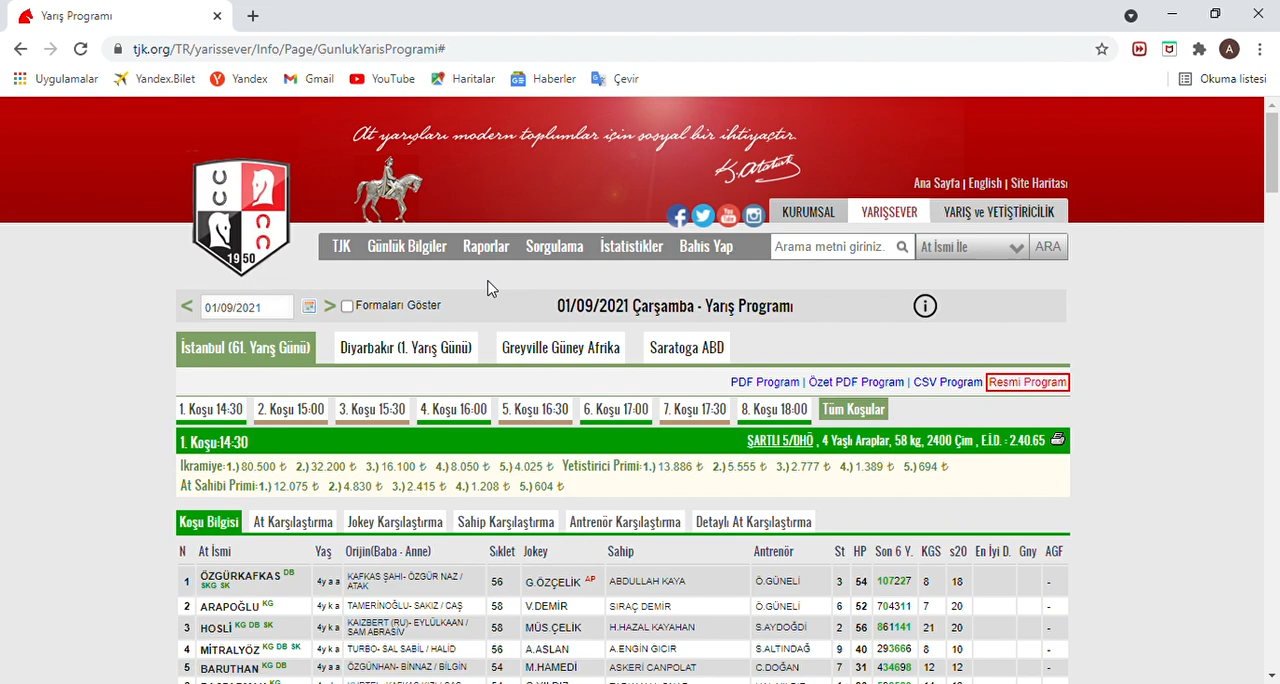 Yarış Programı
tjk.org/TR/yarissever/Info/Page/GunlukYarisProgrami#
A
Uygulamalar Yandex.Bilet Yandex Gmail YouTube Haritalar Haberler Çevir Okuma listesi
At yarışları modern toplumlar için sosyal bir ihtiyaçtır.
K. Atatürk
Ana Sayfa | English | Site Haritası
KURUMSAL YARIŞSEVER YARIŞ ve YETİŞTİRİCİLİK
1950
TJK Günlük Bilgiler Raporlar Sorgulama İstatistikler Bahis Yap Arama metni giriniz. At İsmi İle ARA
< 01/09/2021 > Formaları Göster 01/09/2021 Çarşamba - Yarış Programı
İstanbul (61. Yarış Günü) Diyarbakır (1. Yarış Günü) Greyville Güney Afrika Saratoga ABD
PDF Program | Özet PDF Program | CSV Program Resmi Program
1. Koşu 14:30 2. Koşu 15:00 3. Koşu 15:30 4. Koşu 16:00 5. Koşu 16:30 6. Koşu 17:00 7. Koşu 17:30 8. Koşu 18:00 Tüm Koşular
1. Koşu:14:30 ŞARTLI 5/DHÖ , 4 Yaşlı Araplar, 58 kg, 2400 Çim , E.İ.D. : 2.40.65
Ikramiye:1.) 80.500 ₺ 2.) 32.200 ₺ 3.) 16.100 ₺ 4.) 8.050 ₺ 5.) 4.025 ₺ Yetistirici Primi:1.) 13.886 ₺ 2.) 5.555 ₺ 3.) 2.777 ₺ 4.) 1.389 ₺ 5.) 694 ₺
At Sahibi Primi:1.) 12.075 ₺ 2.) 4.830 ₺ 3.) 2.415 ₺ 4.) 1.208 ₺ 5.) 604 ₺
Koşu Bilgisi At Karşılaştırma Jokey Karşılaştırma Sahip Karşılaştırma Antrenör Karşılaştırma Detaylı At Karşılaştırma
N At İsmi Yaş Orijin(Baba - Anne) Sıklet Jokey Sahip Antrenör St HP Son 6 Y. KGS s20 En İyi D. Gny AGF
1 ÖZGÜRKAFKAS DB SKG SK 4y a a KAFKAS ŞAHI- ÖZGÜR NAZ / ATAK 56 G.ÖZÇELİK AP ABDULLAH KAYA Ö.GÜNELİ 3 54 107227 8 18 -
2 ARAPOĞLU KG 4y k a TAMERİNOĞLU- SAKIZ / CAŞ 58 V.DEMİR SIRAÇ DEMİR Ö.GÜNELİ 6 52 704311 7 20 -
3 HOSLİ KG DB SK 4y k a KAIZBERT (RU)- EYLÜLKAAN / SAM ABRASİV 58 MÜS.ÇELİK H.HAZAL KAYAHAN S.AYDOĞDİ 2 56 861141 21 20 -
4 MİTRALYÖZ KG DB SK 4y k a TURBO- SAL SABİL / HALİD 56 A.ASLAN A.ENGİN GICIR S.ALTINDAĞ 9 40 293666 8 10 -
5 BARUTHAN KG DB 4y a a ÖZGÜNHAN- BİNNAZ / BİLGİN 54 M.HAMEDİ ASKERİ CANPOLAT C.DOĞAN 7 31 434698 12 12 -